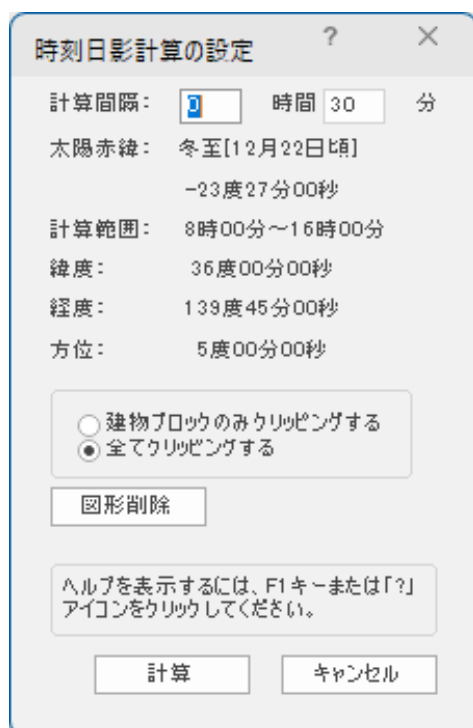 時刻日影計算の設定 ? ×
計算間隔： 0 時間 30 分
太陽赤緯： 冬至[12月22日頃]
-23度27分00秒
計算範囲： 8時00分～16時00分
緯度： 36度00分00秒
経度： 139度45分00秒
方位： 5度00分00秒
建物ブロックのみクリッピングする
全てクリッピングする
図形削除
ヘルプを表示するには、F1キーまたは「?」
アイコンをクリックしてください。
計算 キャンセル